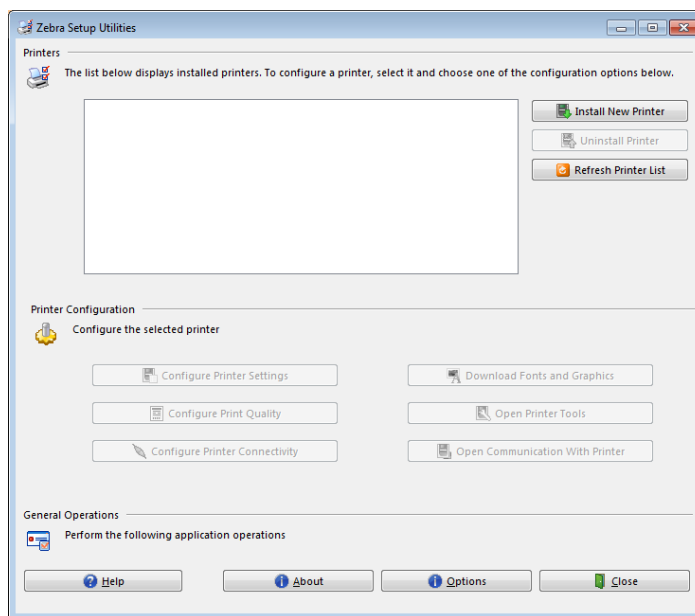 Zebra Setup Utilities
Printers
The list below displays installed printers. To configure a printer, select it and choose one of the configuration options below.
Install New Printer
Uninstall Printer
Refresh Printer List
Printer Configuration
Configure the selected printer
Configure Printer Settings
Download Fonts and Graphics
Configure Print Quality
Open Printer Tools
Configure Printer Connectivity
Open Communication With Printer
General Operations
Perform the following application operations
Help
About
Options
Close